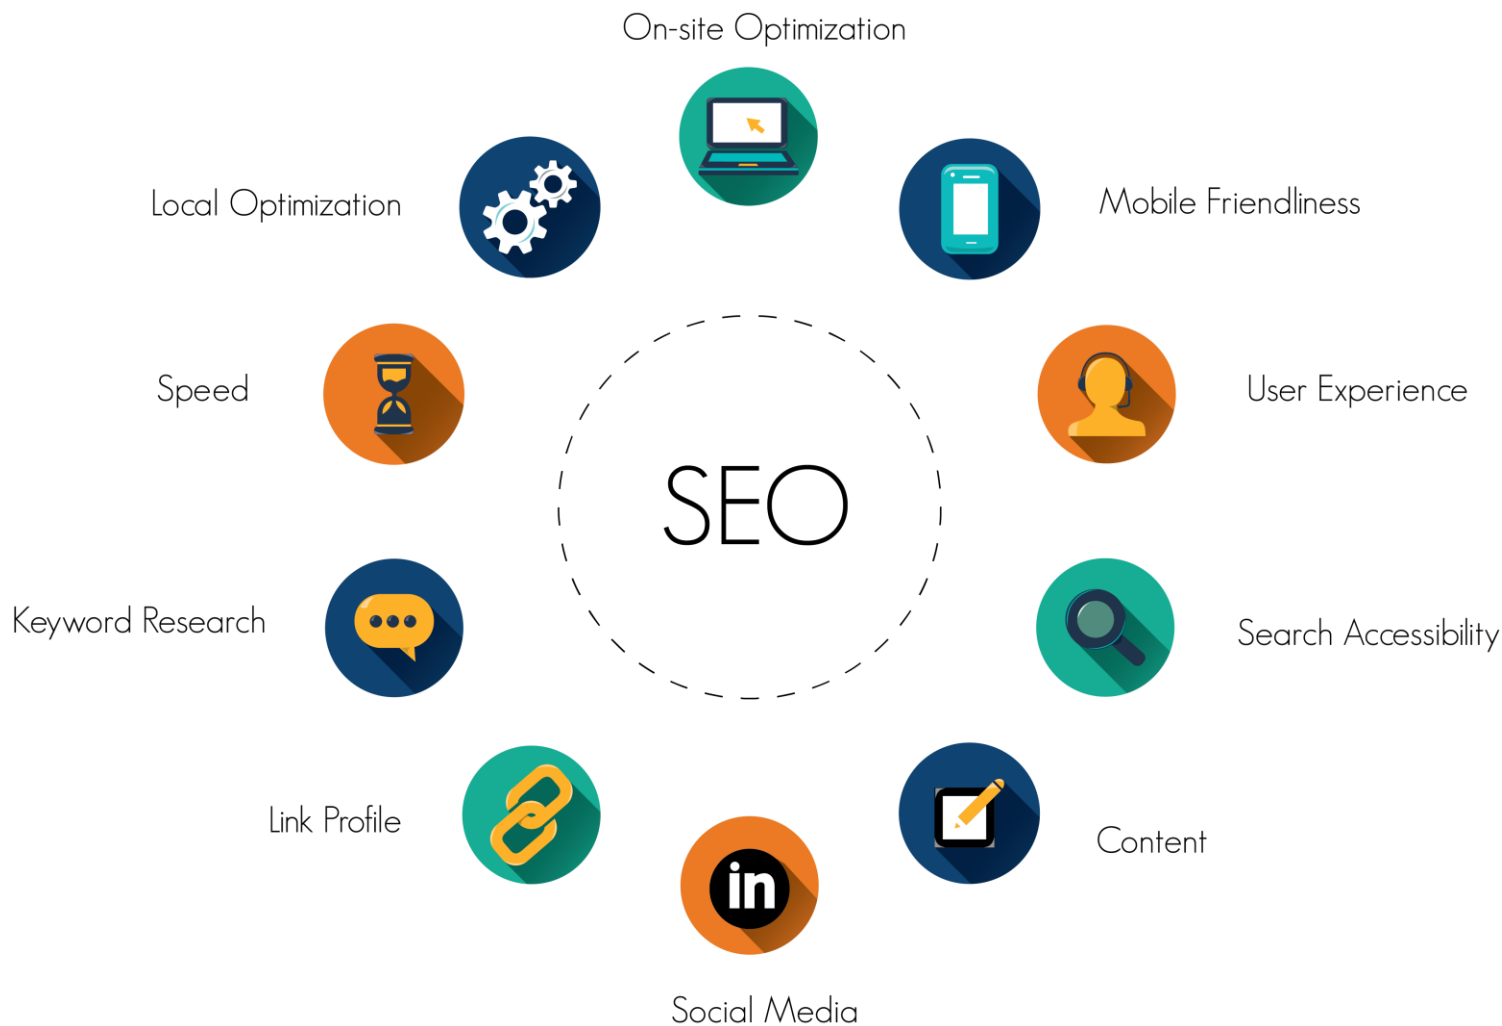 On-site Optimization
Local Optimization
Mobile Friendliness
Speed
User Experience
SEO
Keyword Research
Search Accessibility
Link Profile
Content
in
Social Media